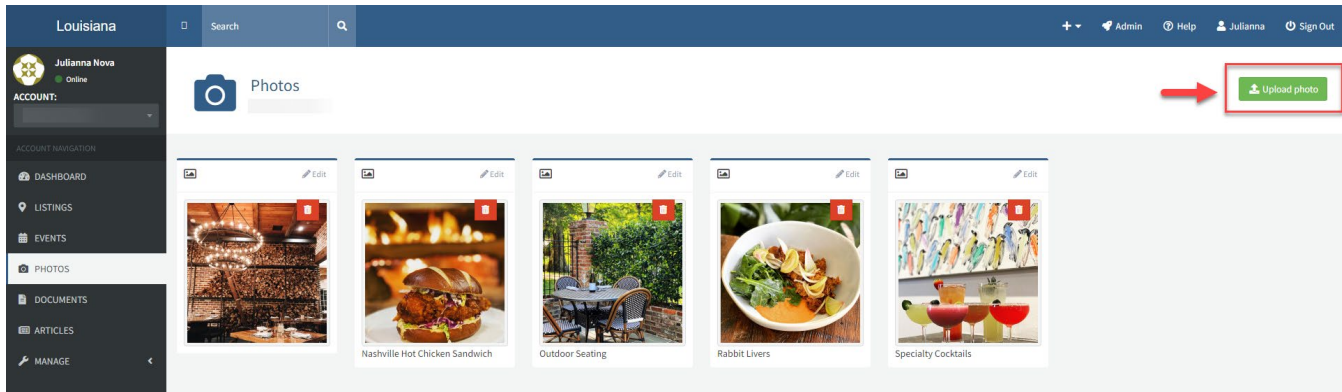 Louisiana
Search
Admin
Help
Julianna
Sign Out
Julianna Nova
Online
ACCOUNT:
Photos
Upload photo
ACCOUNT NAVIGATION
DASHBOARD
LISTINGS
EVENTS
PHOTOS
DOCUMENTS
ARTICLES
MANAGE
Edit
Edit
Edit
Edit
Edit
Nashville Hot Chicken Sandwich
Outdoor Seating
Rabbit Livers
Specialty Cocktails